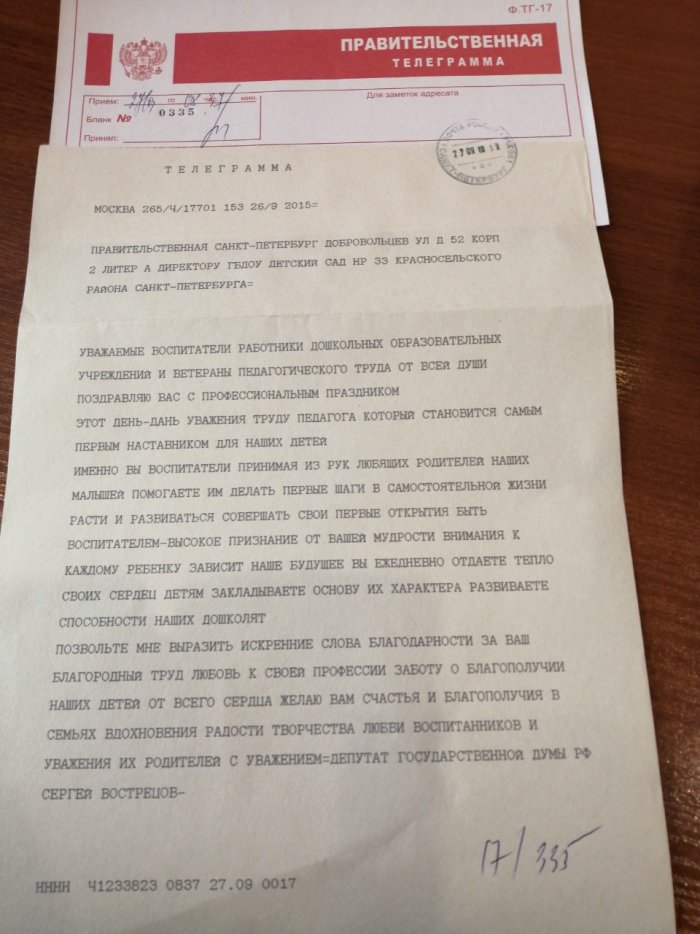 Ф.ТГ-17
ПРАВИТЕЛЬСТВЕННАЯ
ТЕЛЕГРАММА
Прием: го час. мин.
Бланк № 0335
Принял:
Для заметок адресата
ТЕЛЕГРАММА
МОСКВА 265/Ч/17701 153 26/9 2015=
ПРАВИТЕЛЬСТВЕННАЯ САНКТ-ПЕТЕРБУРГ ДОБРОВОЛЬЦЕВ УЛ Д 52 КОРП
2 ЛИТЕР А ДИРЕКТОРУ ГБДОУ ДЕТСКИЙ САД НР 33 КРАСНОСЕЛЬСКОГО
РАЙОНА САНКТ-ПЕТЕРБУРГА=
УВАЖАЕМЫЕ ВОСПИТАТЕЛИ РАБОТНИКИ ДОШКОЛЬНЫХ ОБРАЗОВАТЕЛЬНЫХ
УЧРЕЖДЕНИЙ И ВЕТЕРАНЫ ПЕДАГОГИЧЕСКОГО ТРУДА ОТ ВСЕЙ ДУШИ
ПОЗДРАВЛЯЮ ВАС С ПРОФЕССИОНАЛЬНЫМ ПРАЗДНИКОМ
ЭТОТ ДЕНЬ-ДАНЬ УВАЖЕНИЯ ТРУДУ ПЕДАГОГА КОТОРЫЙ СТАНОВИТСЯ САМЫМ
ПЕРВЫМ НАСТАВНИКОМ ДЛЯ НАШИХ ДЕТЕЙ
ИМЕННО ВЫ ВОСПИТАТЕЛИ ПРИНИМАЯ ИЗ РУК ЛЮБЯЩИХ РОДИТЕЛЕЙ НАШИХ
МАЛЫШЕЙ ПОМОГАЕТЕ ИМ ДЕЛАТЬ ПЕРВЫЕ ШАГИ В САМОСТОЯТЕЛЬНОЙ ЖИЗНИ
РАСТИ И РАЗВИВАТЬСЯ СОВЕРШАТЬ СВОИ ПЕРВЫЕ ОТКРЫТИЯ БЫТЬ
ВОСПИТАТЕЛЕМ-ВЫСОКОЕ ПРИЗНАНИЕ ОТ ВАШЕЙ МУДРОСТИ ВНИМАНИЯ К
КАЖДОМУ РЕБЕНКУ ЗАВИСИТ НАШЕ БУДУЩЕЕ ВЫ ЕЖЕДНЕВНО ОТДАЕТЕ ТЕПЛО
СВОИХ СЕРДЕЦ ДЕТЯМ ЗАКЛАДЫВАЕТЕ ОСНОВУ ИХ ХАРАКТЕРА РАЗВИВАЕТЕ
СПОСОБНОСТИ НАШИХ ДОШКОЛЯТ
ПОЗВОЛЬТЕ МНЕ ВЫРАЗИТЬ ИСКРЕННИЕ СЛОВА БЛАГОДАРНОСТИ ЗА ВАШ
БЛАГОРОДНЫЙ ТРУД ЛЮБОВЬ К СВОЕЙ ПРОФЕССИИ ЗАБОТУ О БЛАГОПОЛУЧИИ
НАШИХ ДЕТЕЙ ОТ ВСЕГО СЕРДЦА ЖЕЛАЮ ВАМ СЧАСТЬЯ И БЛАГОПОЛУЧИЯ В
СЕМЬЯХ ВДОХНОВЕНИЯ РАДОСТИ ТВОРЧЕСТВА ЛЮБВИ ВОСПИТАННИКОВ И
УВАЖЕНИЯ ИХ РОДИТЕЛЕЙ С УВАЖЕНИЕМ=ДЕПУТАТ ГОСУДАРСТВЕННОЙ ДУМЫ РФ
СЕРГЕЙ ВОСТРЕЦОВ-
17/335
НННН Ч1233823 0837 27.09 0017